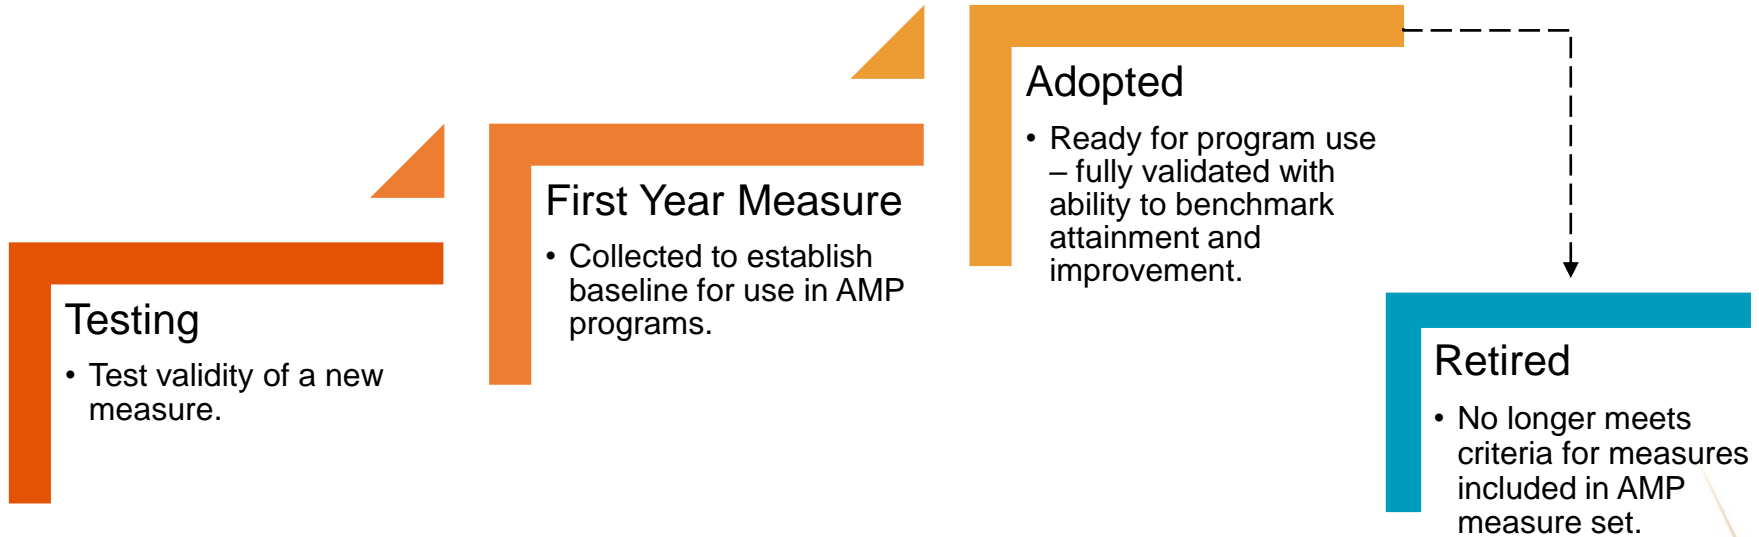 Testing
• Test validity of a new
measure.
First Year Measure
• Collected to establish
baseline for use in AMP
programs.
Adopted
• Ready for program use
– fully validated with
ability to benchmark
attainment and
improvement.
Retired
• No longer meets
criteria for measures
included in AMP
measure set.